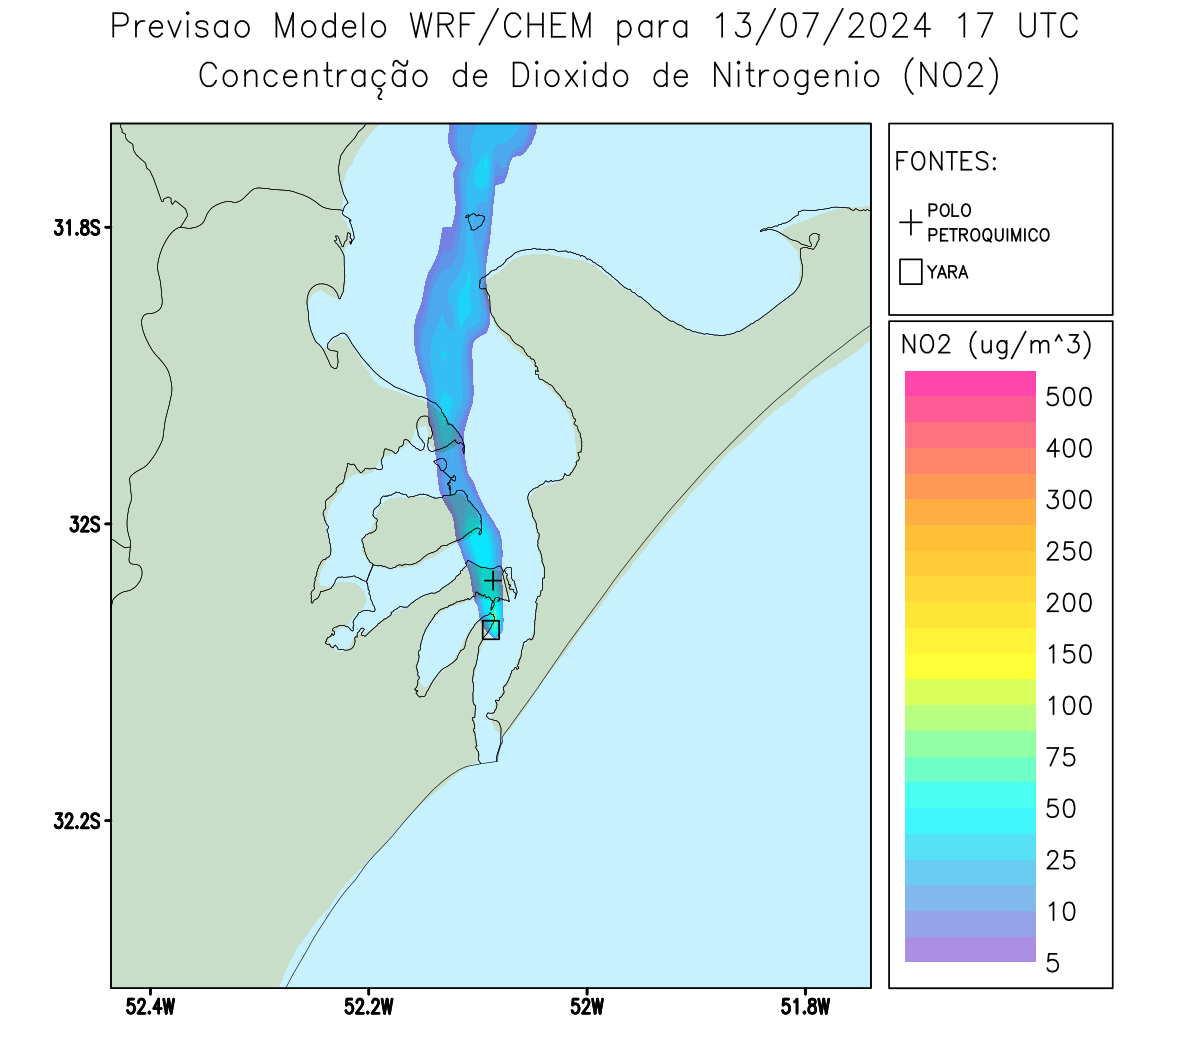 Previsao Modelo WRF/CHEM para 13/07/2024 17 UTC
Concentração de Dioxido de Nitrogenio (NO2)
FONTES:
POLO
PETROQUIMICO
YARA
NO2 (ug/m^3)
500
400
300
250
200
150
100
75
50
25
10
5
31.8S
32S
32.2S
52.4W
52.2W
52W
51.8W